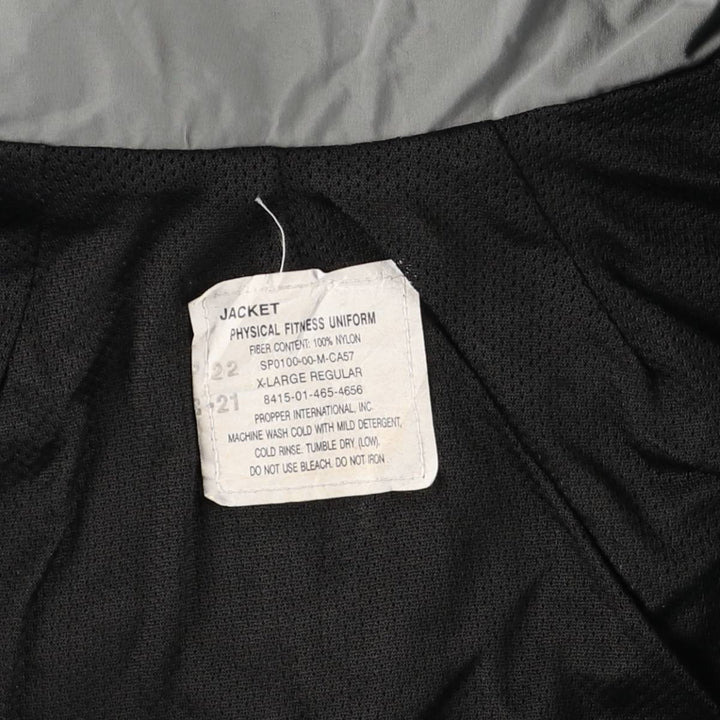 JACKET
PHYSICAL FITNESS UNIFORM
FIBER CONTENT: 100% NYLON
SP0100-00-M-CA57
22
X-LARGE REGULAR
8415-01-465-4656
21
PROPPER INTERNATIONAL, INC.
MACHINE WASH COLD WITH MILD DETERGENT,
COLD RINSE. TUMBLE DRY. (LOW).
DO NOT USE BLEACH. DO NOT IRON